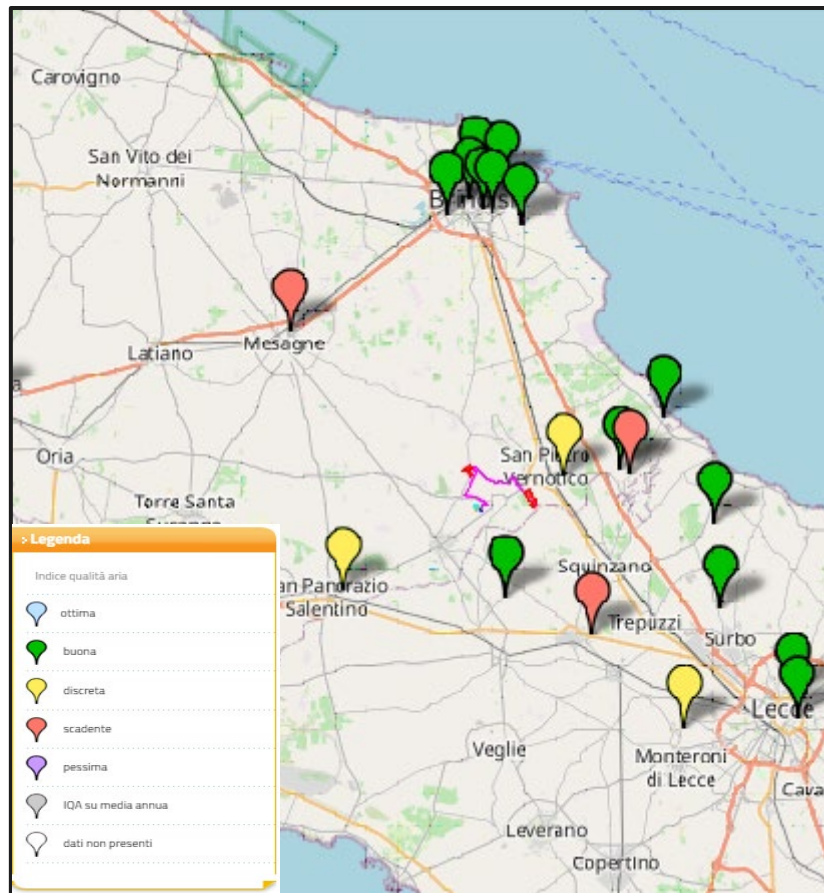 Carovigno
San Vito dei
Normanni
Brindisi
Mesagne
Latiano
a
Oria
San Pietro
Vernotico
Torre Santa
Susanna
Squinzano
an Pancrazio
Salentino
Trepuzzi
Surbo
Lecce
Veglie
Monteroni
di Lecce
Cava
Leverano
Copertino
› Legenda
Indice qualità aria
ottima
buona
discreta
scadente
pessima
IQA su media annua
dati non presenti